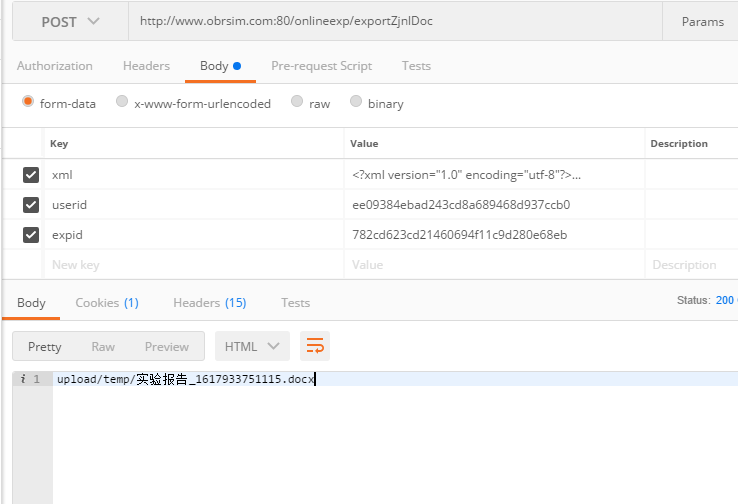 POST http://www.obrsim.com:80/onlineexp/exportZjnlDoc Params
Authorization Headers Body Pre-request Script Tests
form-data x-www-form-urlencoded raw binary
Key Value Description
xml <?xml version="1.0" encoding="utf-8"?>...
userid ee09384ebad243cd8a689468d937ccb0
expid 782cd623cd21460694f11c9d280e68eb
New key Value Description
Body Cookies (1) Headers (15) Tests Status: 200
Pretty Raw Preview HTML
i 1 upload/temp/实验报告_1617933751115.docx